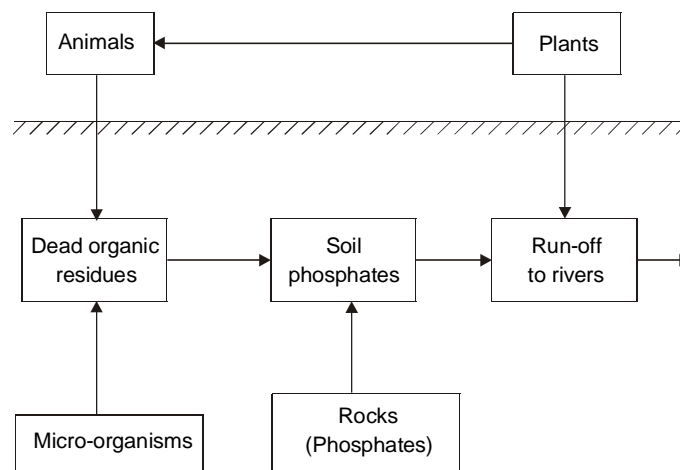 Animals
Plants
Dead organic
residues
Soil
phosphates
Run-off
to rivers
Micro-organisms
Rocks
(Phosphates)